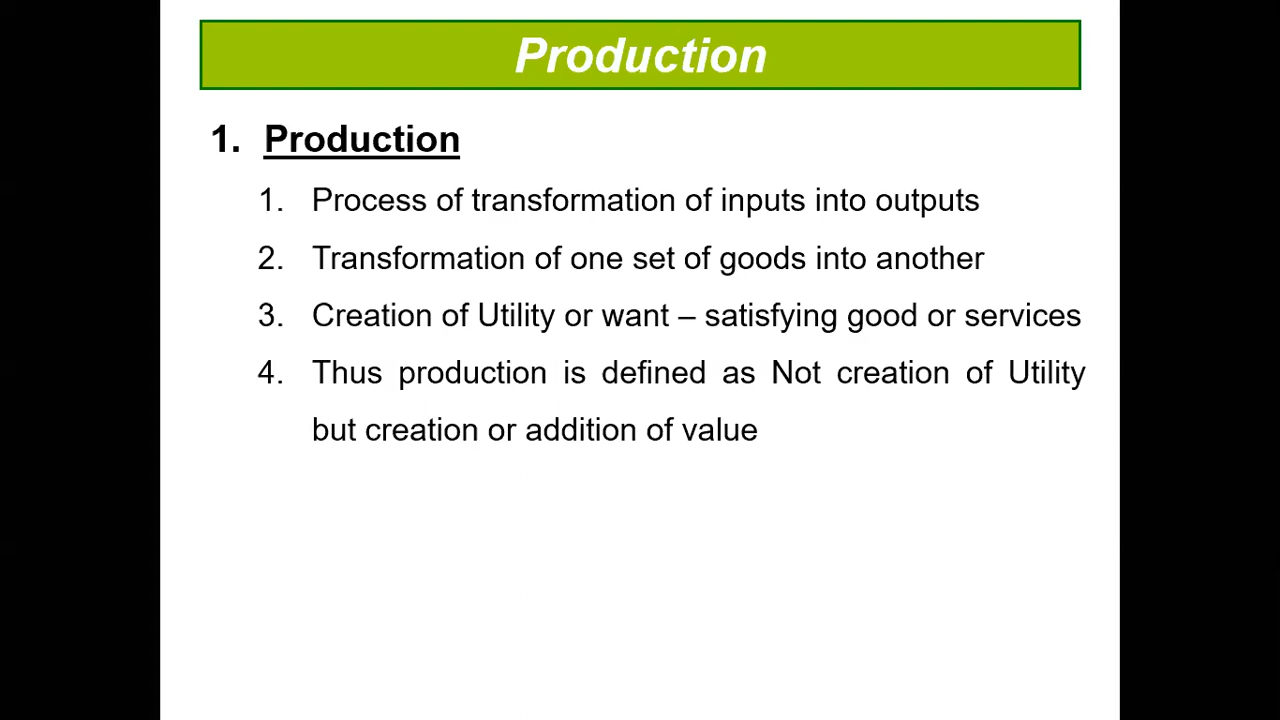 Production
1. Production
1. Process of transformation of inputs into outputs
2. Transformation of one set of goods into another
3. Creation of Utility or want – satisfying good or services
4. Thus production is defined as Not creation of Utility
but creation or addition of value